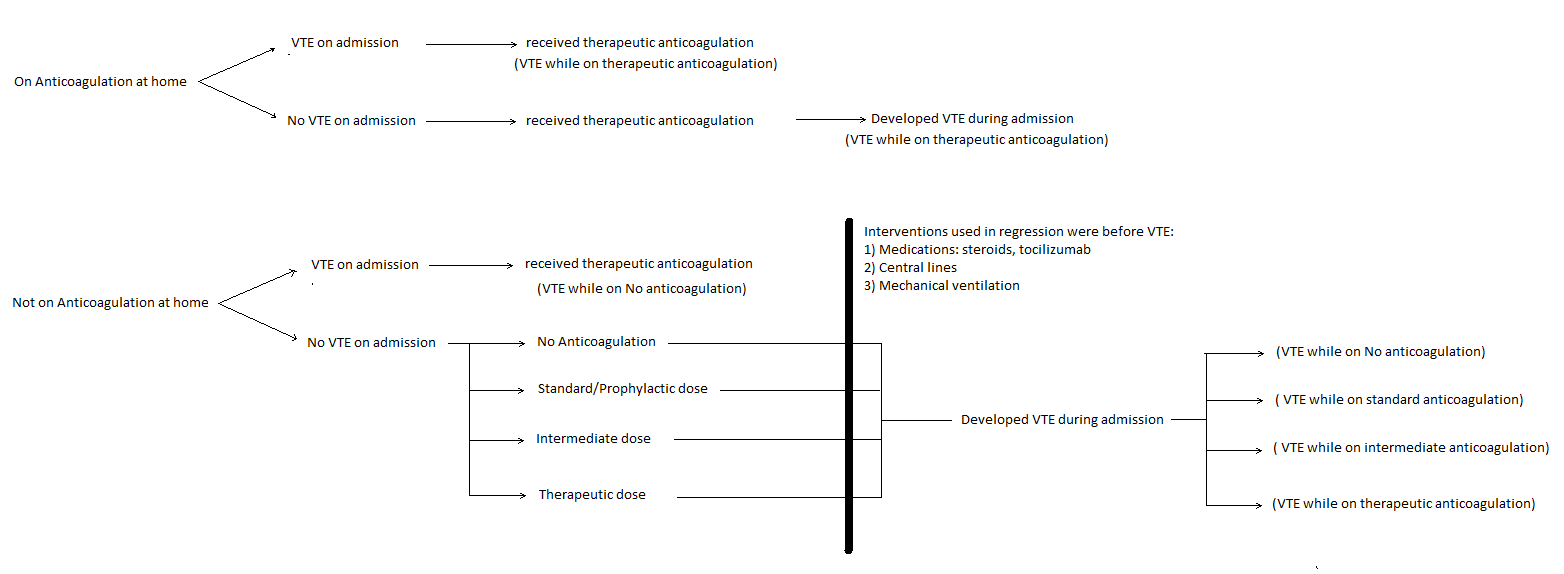 VTE on admission
received therapeutic anticoagulation
(VTE while on therapeutic anticoagulation)
On Anticoagulation at home
No VTE on admission
received therapeutic anticoagulation
Developed VTE during admission
(VTE while on therapeutic anticoagulation)
Interventions used in regression were before VTE:
1) Medications: steroids, tocilizumab
2) Central lines
3) Mechanical ventilation
VTE on admission
received therapeutic anticoagulation
(VTE while on No anticoagulation)
Not on Anticoagulation at home
No VTE on admission
No Anticoagulation
Standard/Prophylactic dose
Intermediate dose
Therapeutic dose
Developed VTE during admission
(VTE while on No anticoagulation)
( VTE while on standard anticoagulation)
( VTE while on intermediate anticoagulation)
(VTE while on therapeutic anticoagulation)